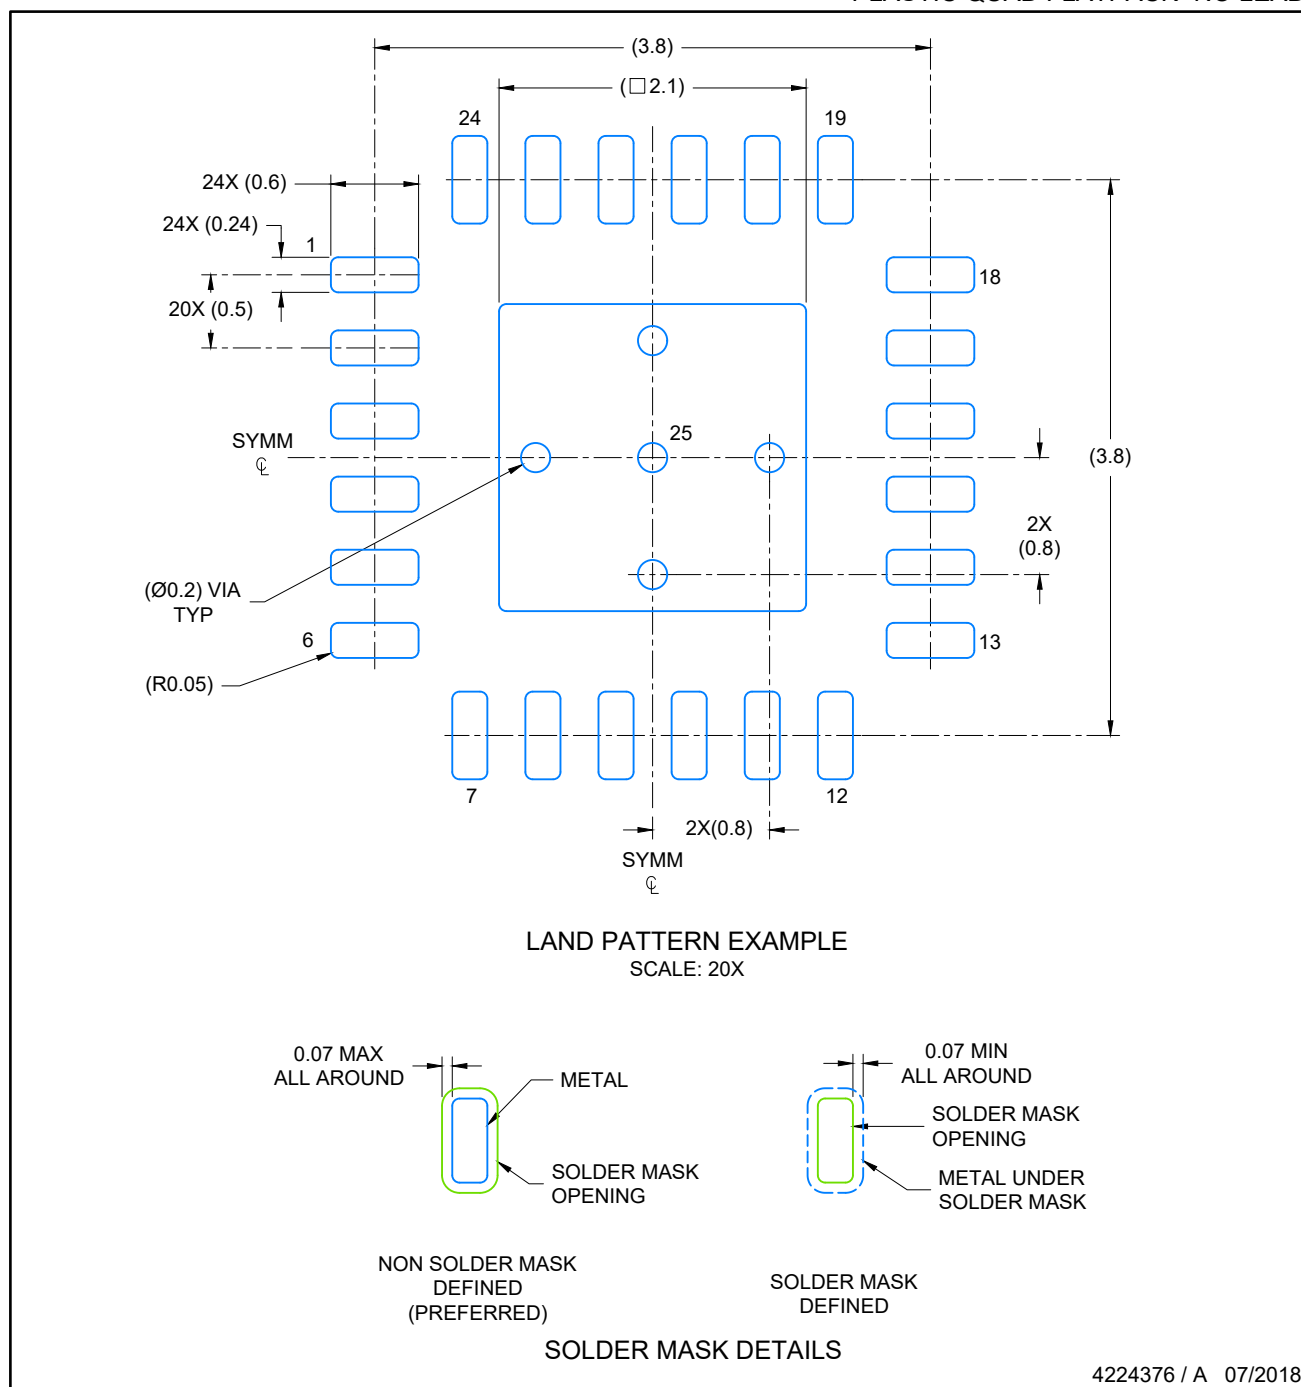 (3.8)
(□2.1)
24
19
24X (0.6)
24X (0.24)
1
18
20X (0.5)
25
SYMM
℄
(3.8)
2X
(0.8)
(Ø0.2) VIA
TYP
6
13
(R0.05)
7
12
2X(0.8)
SYMM
℄
LAND PATTERN EXAMPLE
SCALE: 20X
0.07 MAX
ALL AROUND
METAL
SOLDER MASK
OPENING
NON SOLDER MASK
DEFINED
(PREFERRED)
0.07 MIN
ALL AROUND
SOLDER MASK
OPENING
METAL UNDER
SOLDER MASK
SOLDER MASK
DEFINED
SOLDER MASK DETAILS
4224376 / A 07/2018